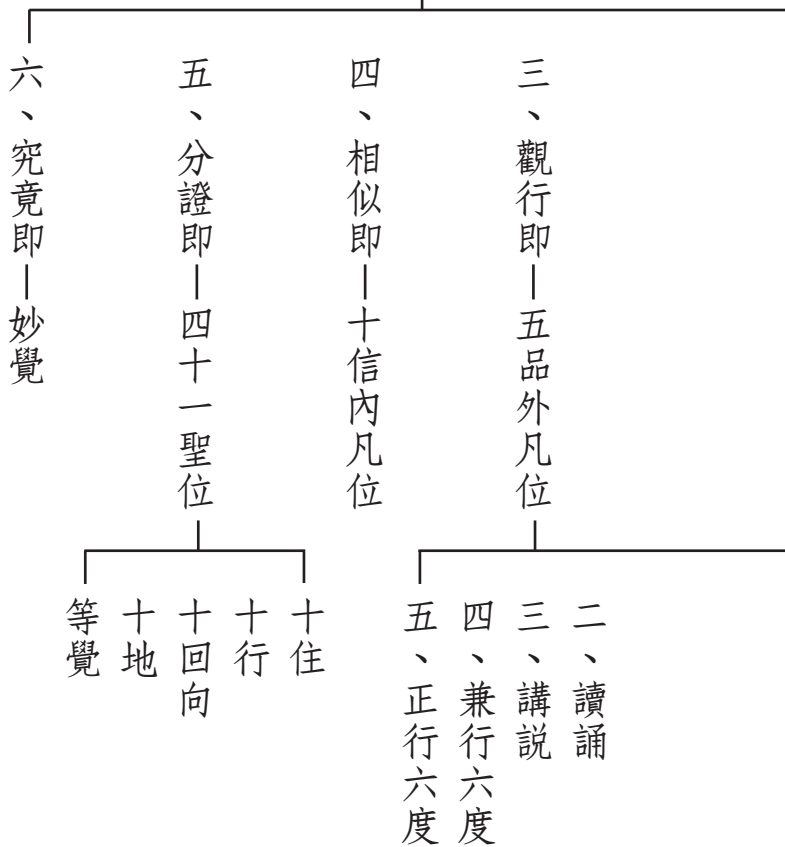 三、觀行即—五品外凡位
二、讀誦
三、講説
四、兼行六度
五、正行六度
四、相似即—十信內凡位
五、分證即—四十一聖位
十住
十行
十回向
十地
等覺
六、究竟即—妙覺